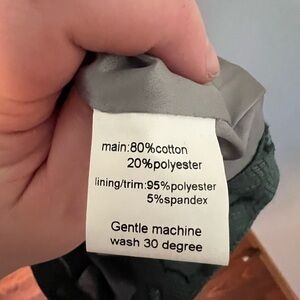 main:80%cotton
20%polyester
lining/trim:95%polyester
5%spandex
Gentle machine
wash 30 degree